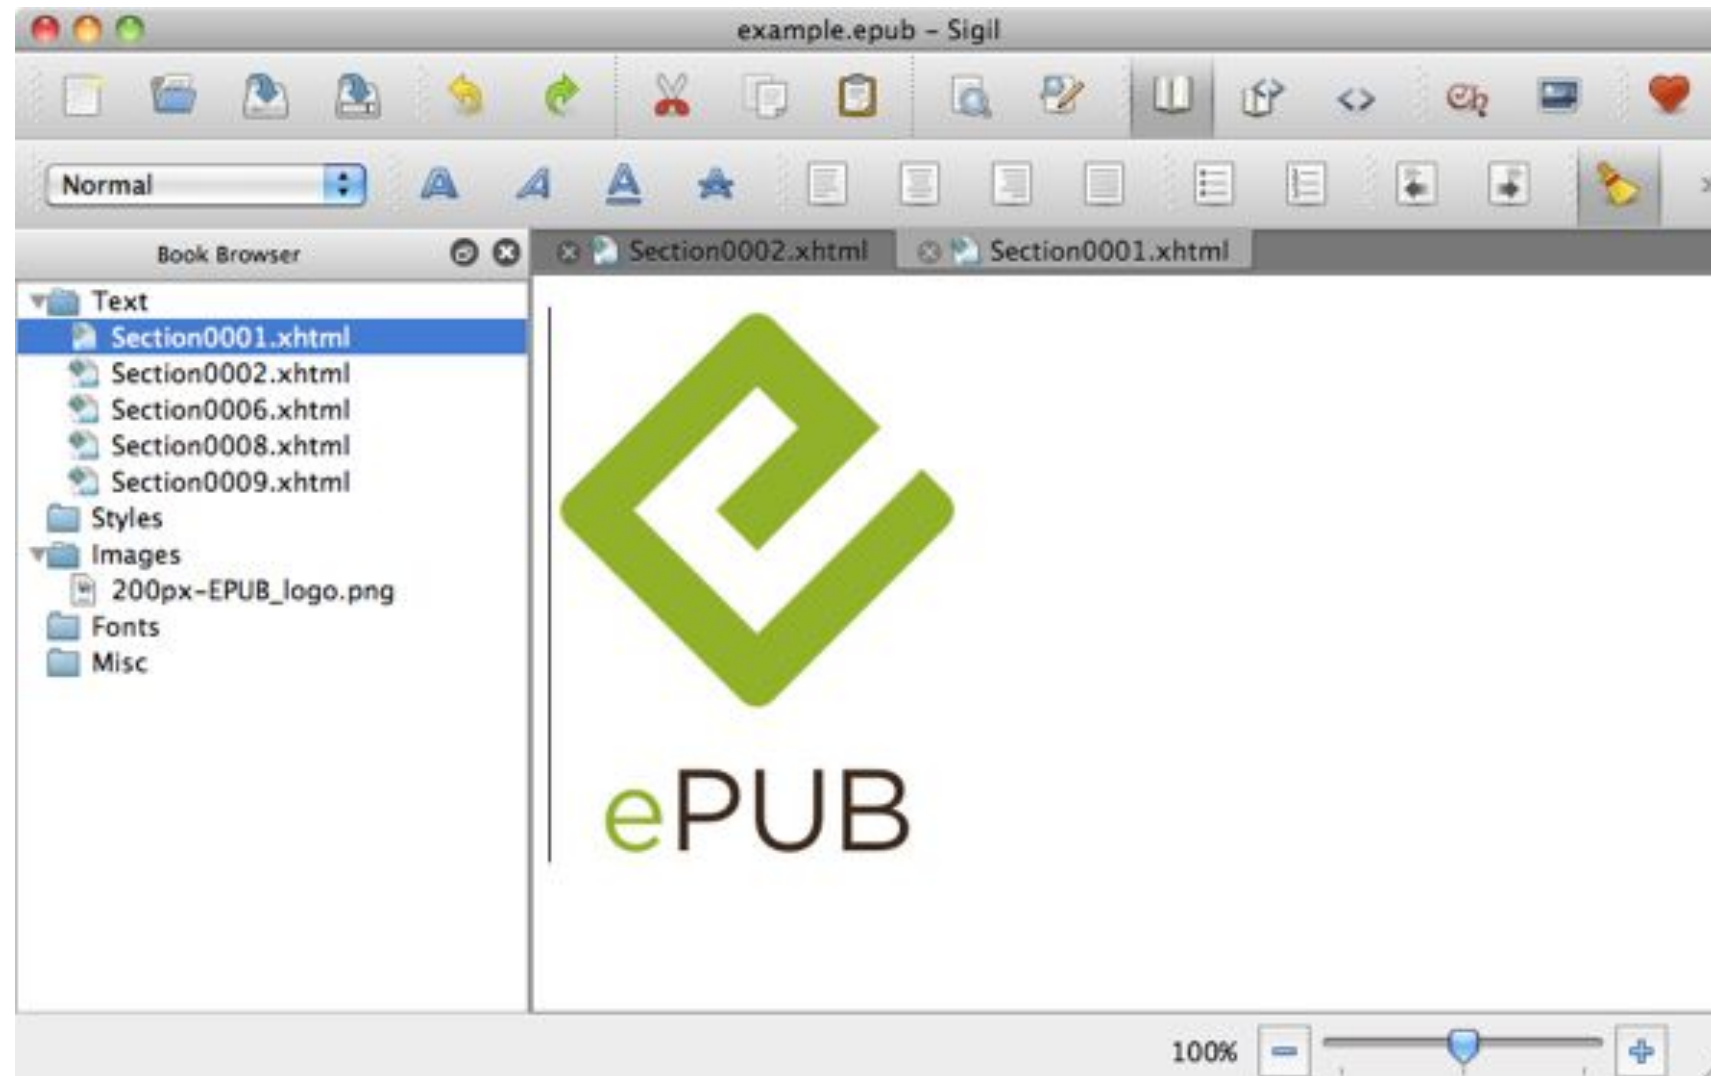 example.epub – Sigil
Normal
Book Browser
Section0002.xhtml
Section0001.xhtml
Text
Section0001.xhtml
Section0002.xhtml
Section0006.xhtml
Section0008.xhtml
Section0009.xhtml
Styles
Images
200px-EPUB_logo.png
Fonts
Misc
ePUB
100%